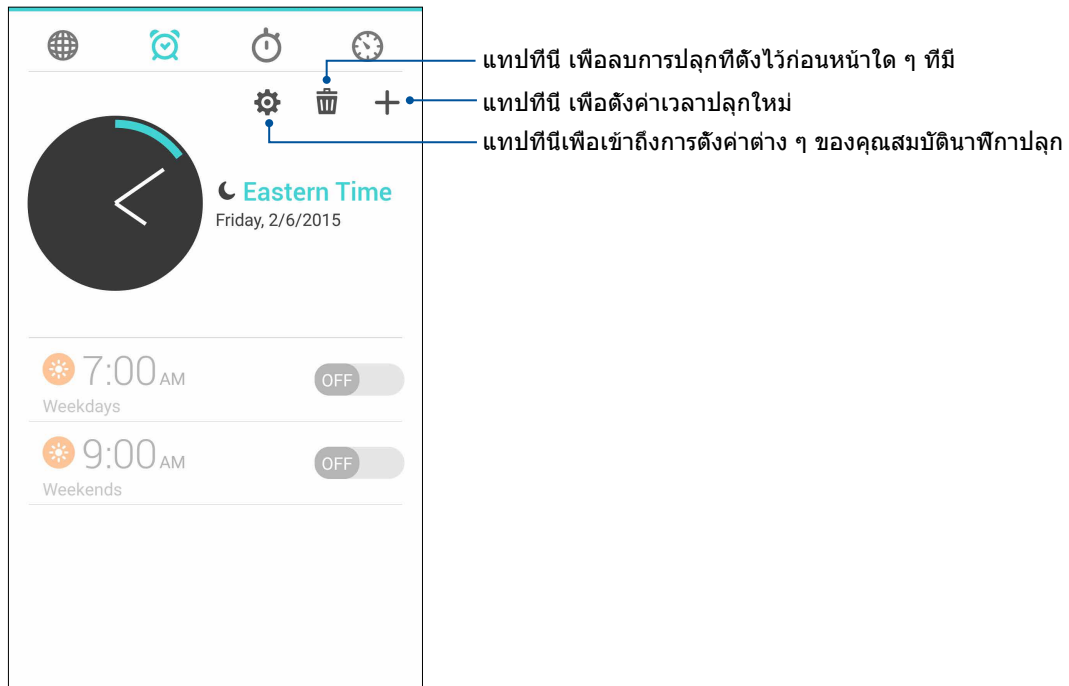 แทปที่นี่ เพื่อลบการปลุกที่ตั้งไว้ก่อนหน้าใด ๆ ที่มี
แทปที่นี่ เพื่อตั้งค่าเวลาปลุกใหม่
แทปที่นี่เพื่อเข้าถึงการตั้งค่าต่าง ๆ ของคุณสมบัตินาฬิกาปลุก
Eastern Time
Friday, 2/6/2015
7:00 AM
OFF
Weekdays
9:00 AM
OFF
Weekends